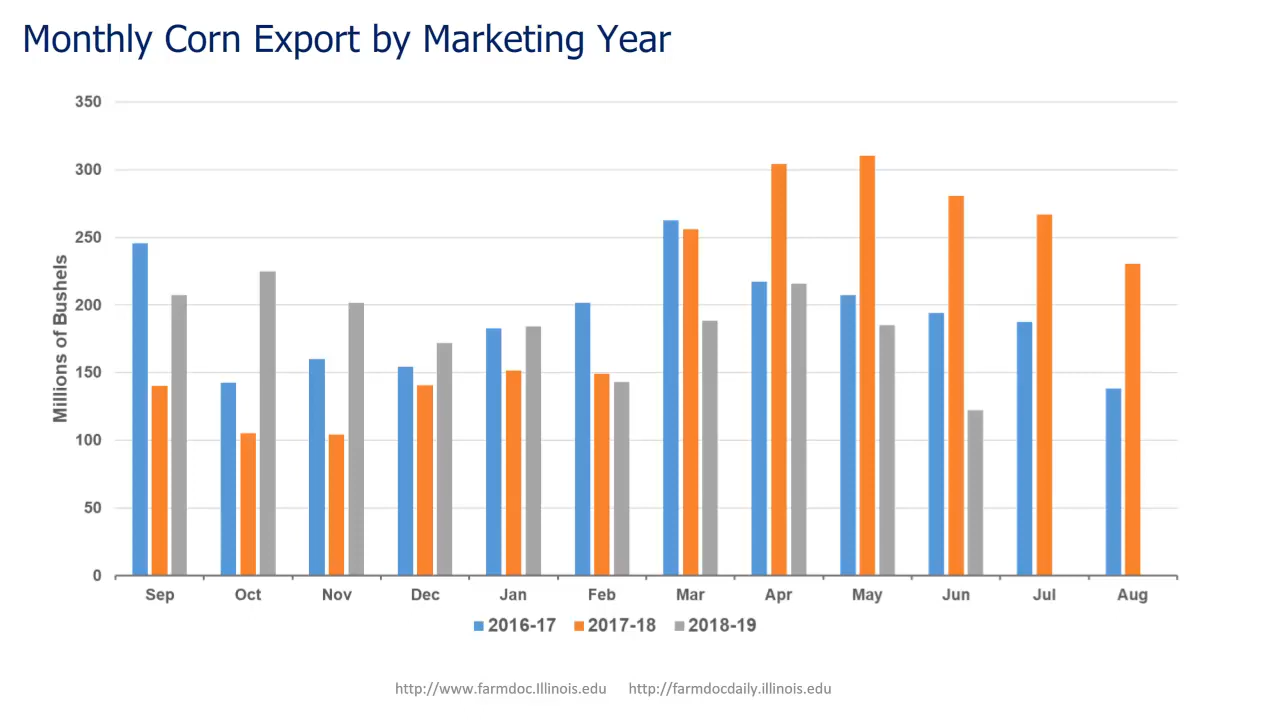 Monthly Corn Export by Marketing Year
350
300
250
200
150
100
50
0
Millions of Bushels
Sep Oct Nov Dec Jan Feb Mar Apr May Jun Jul Aug
2016-17 2017-18 2018-19
http://www.farmdoc.Illinois.edu http://farmdocdaily.illinois.edu